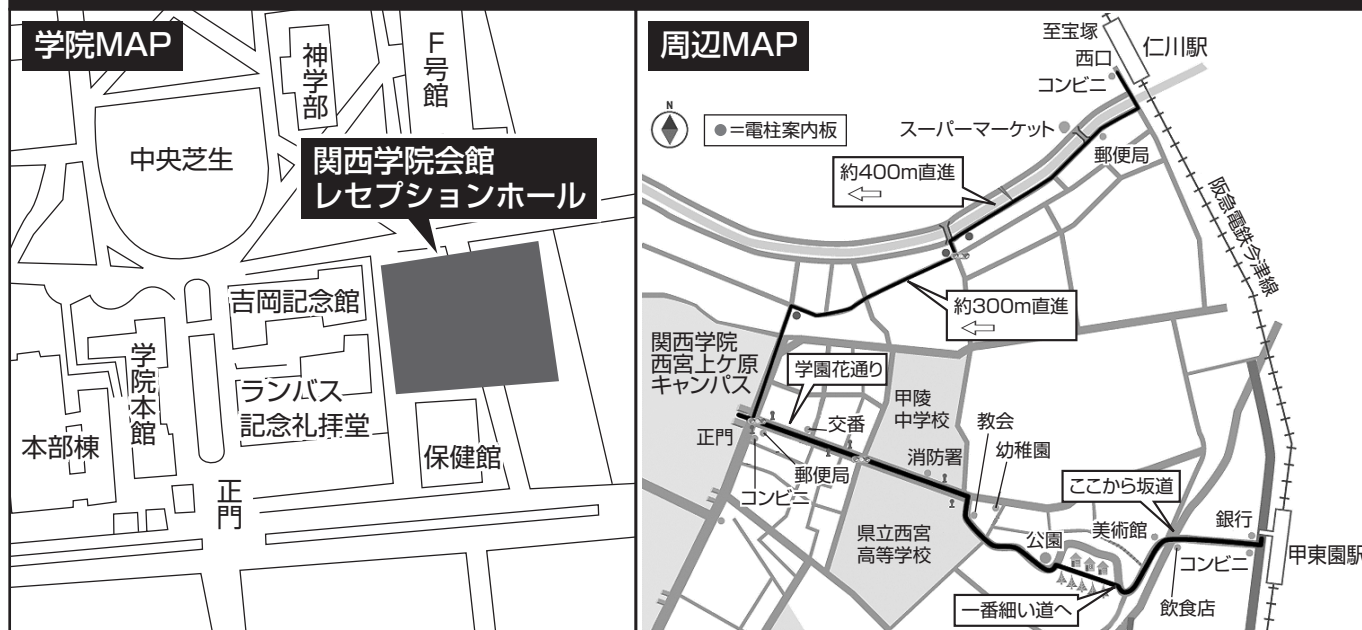 学院MAP
神学部
F号館
中央芝生
関西学院会館
レセプションホール
吉岡記念館
学院本館
ランバス
記念礼拝堂
本部棟
保健館
正門
周辺MAP
至宝塚
仁川駅
西口
コンビニ
N
●=電柱案内板
スーパーマーケット
郵便局
約400m直進
阪急電鉄今津線
約300m直進
関西学院
西宮上ケ原
キャンパス
学園花通り
甲陵
中学校
交番
教会
正門
消防署
幼稚園
郵便局
コンビニ
ここから坂道
県立西宮
高等学校
公園
美術館
銀行
コンビニ
甲東園駅
一番細い道へ
飲食店